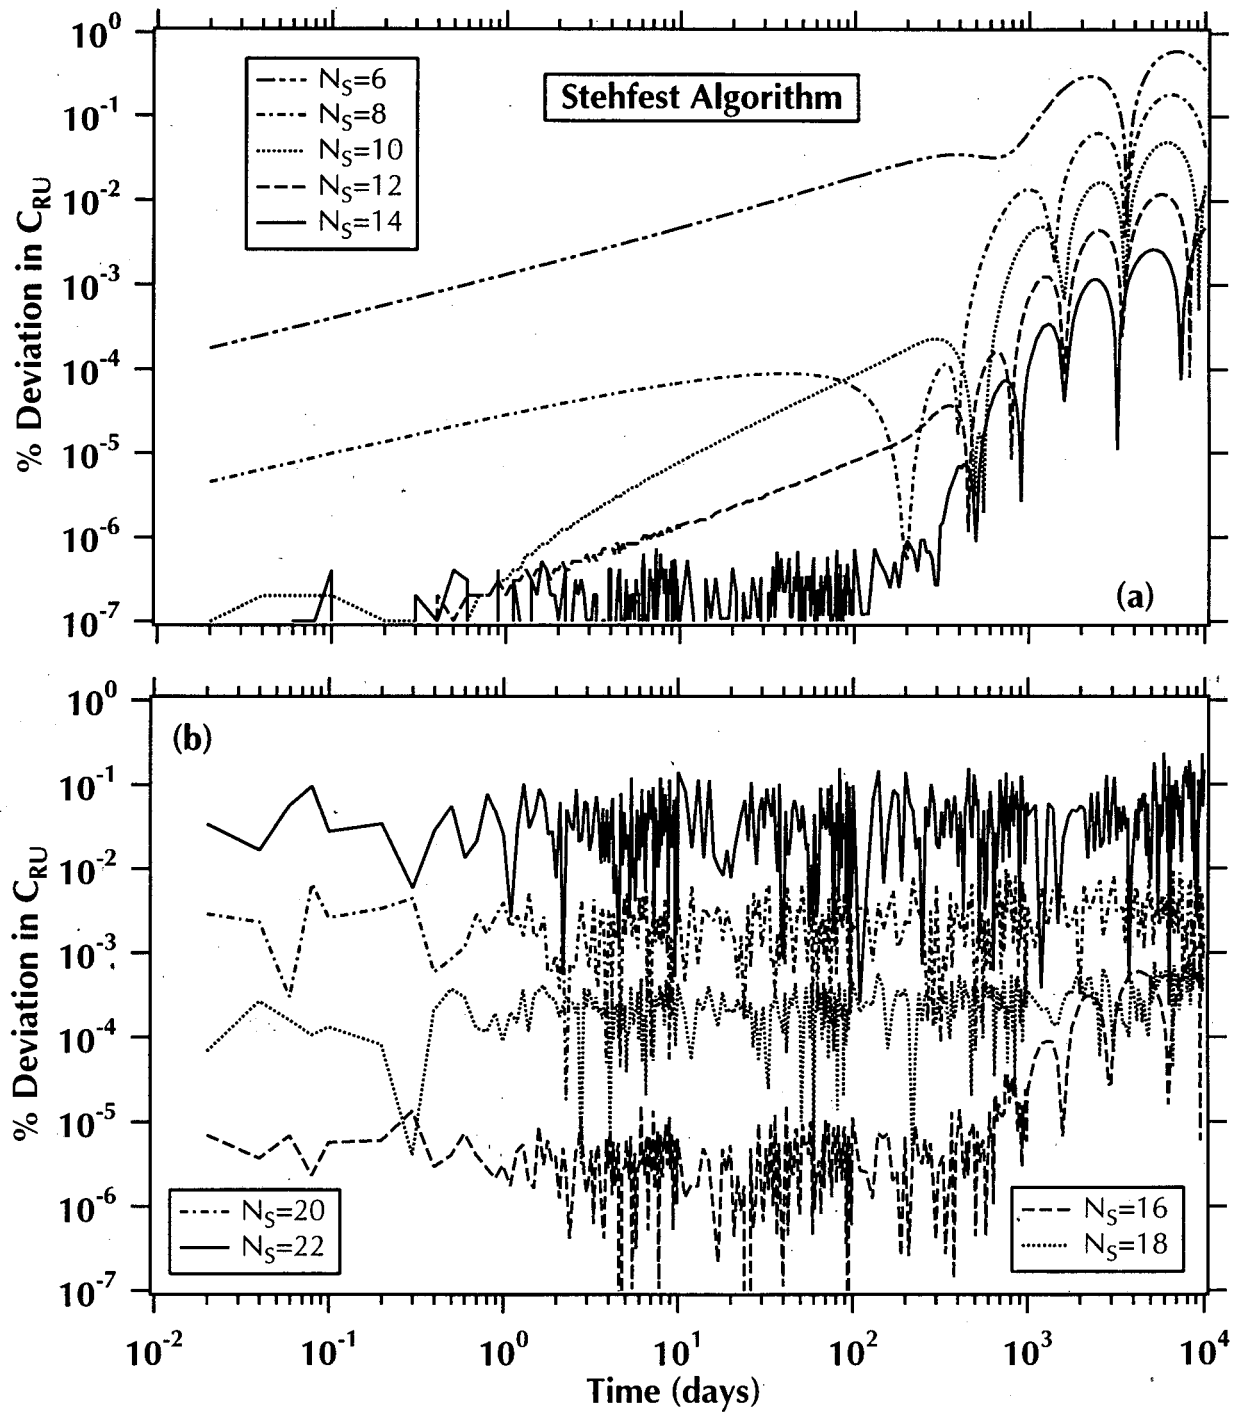 Stehfest Algorithm
N_S=6
N_S=8
N_S=10
N_S=12
N_S=14
% Deviation in C_RU
10^0
10^-1
10^-2
10^-3
10^-4
10^-5
10^-6
10^-7
(a)
(b)
% Deviation in C_RU
10^0
10^-1
10^-2
10^-3
10^-4
10^-5
10^-6
10^-7
N_S=20
N_S=22
N_S=16
N_S=18
10^-2 10^-1 10^0 10^1 10^2 10^3 10^4
Time (days)